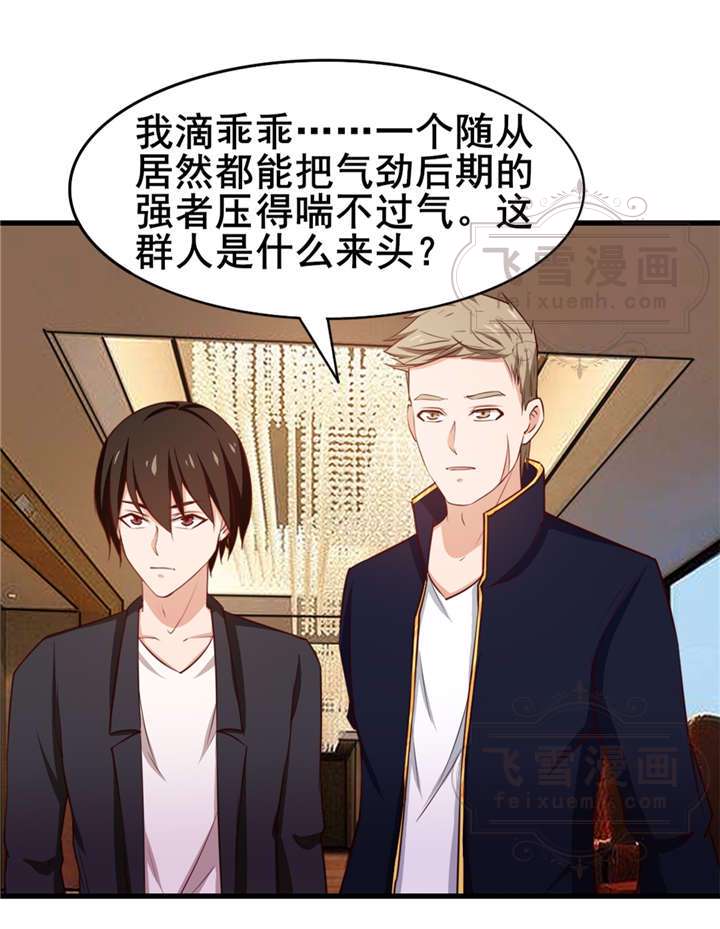 我滴乖乖……一个随从
居然都能把气劲后期的
强者压得喘不过气。这
群人是什么来头？
飞雪漫画
feixuemh.com
飞雪漫画
feixuemh.com